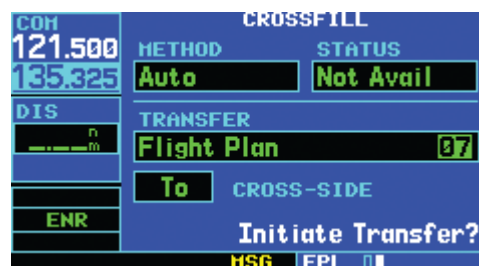 COM
121.500
135.325
DIS
__.__ n m
ENR
CROSSFILL
METHOD STATUS
Auto Not Avail
TRANSFER
Flight Plan 07
To CROSS-SIDE
Initiate Transfer?
MSG FPL